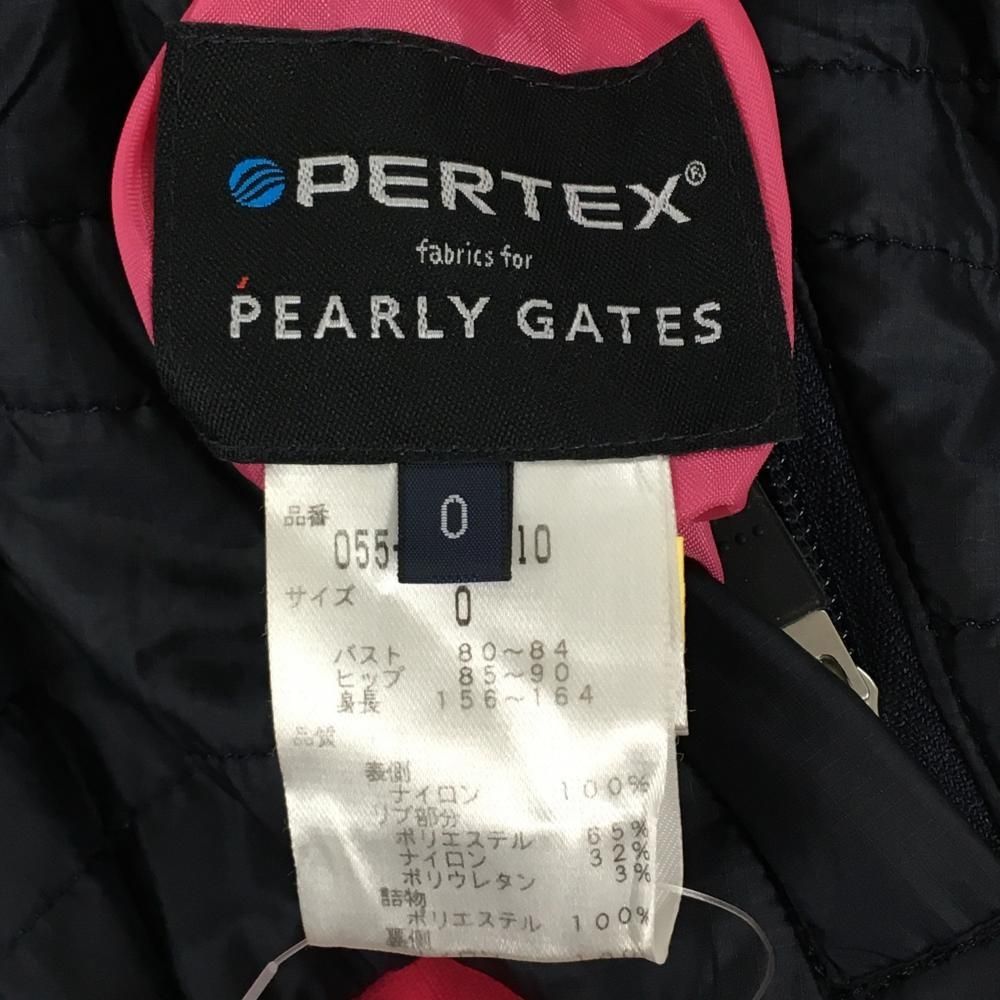 PERTEX®
fabrics for
PEARLY GATES
0
品番
055- 10
サイズ 0
バスト 80～84
ヒップ 85～90
身長 156～164
品質
表側
ナイロン 100%
リブ部分
ポリエステル 65%
ナイロン 32%
ポリウレタン 3%
詰物
ポリエステル 100%
裏側